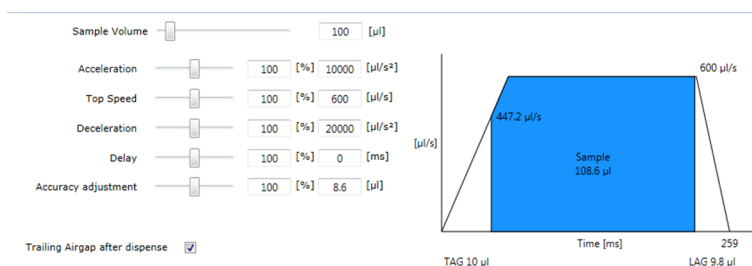 Sample Volume 100 [µl]
Acceleration 100 [%] 10000 [µl/s²]
Top Speed 100 [%] 600 [µl/s]
Deceleration 100 [%] 20000 [µl/s²]
Delay 100 [%] 0 [ms]
Accuracy adjustment 100 [%] 8.6 [µl]
Trailing Airgap after dispense
600 µl/s
447.2 µl/s
[µl/s]
Sample
108.6 µl
Time [ms] 259
TAG 10 µl LAG 9.8 µl